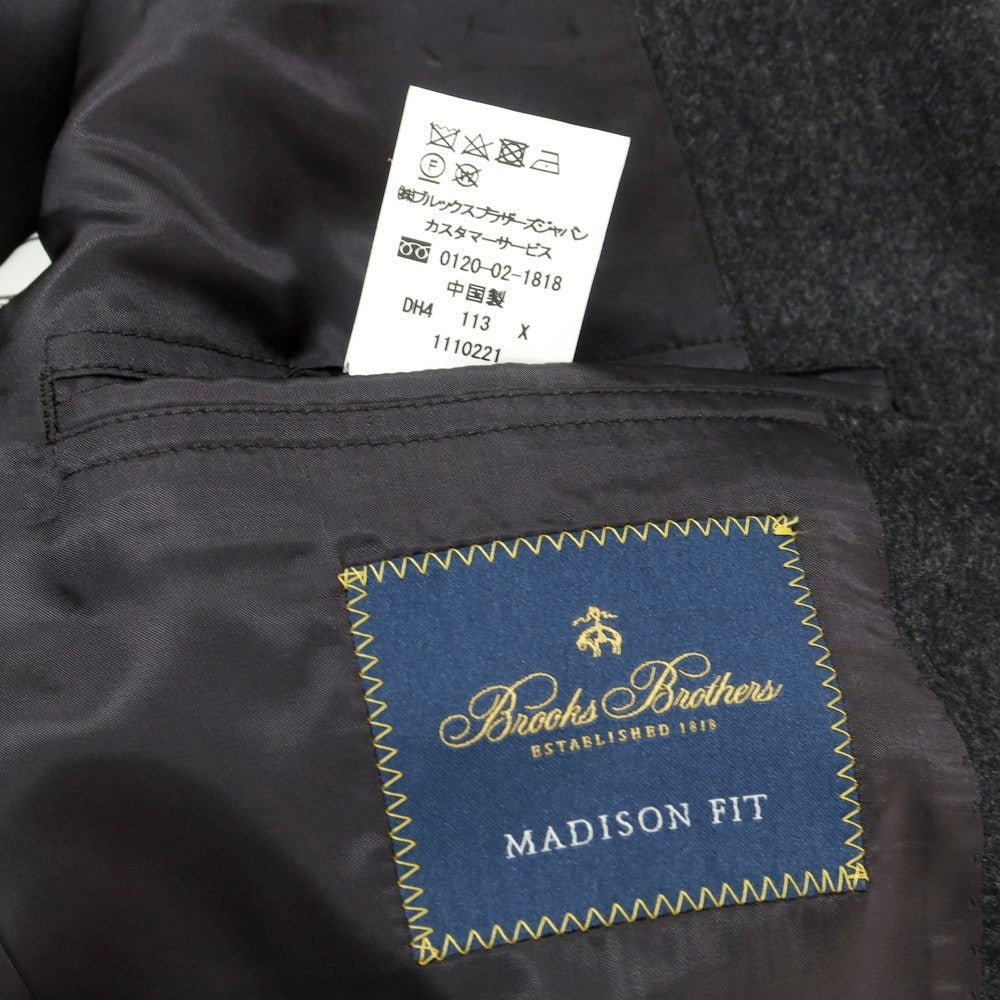 F
W
㈱ブルックスブラザーズジャパン
カスタマーサービス
0120-02-1818
中国製
DH4 113 X
1110221
Brooks Brothers
ESTABLISHED 1818
MADISON FIT